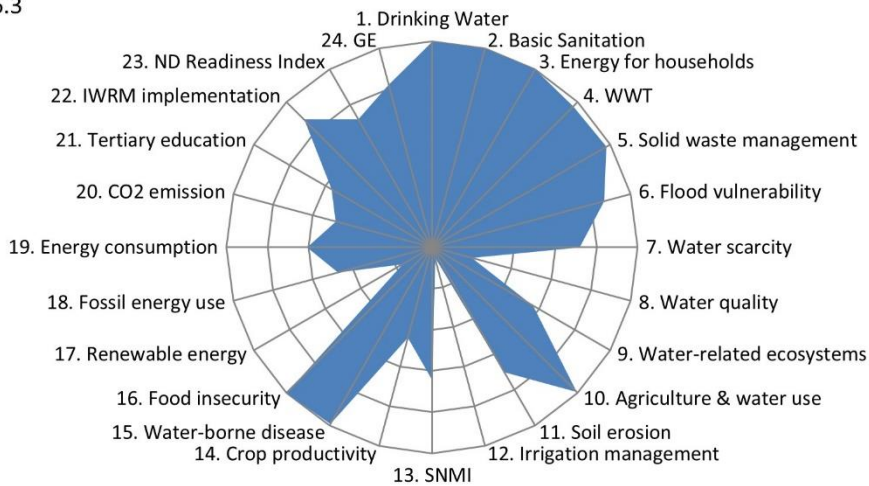 1. Drinking Water
2. Basic Sanitation
3. Energy for households
4. WWT
5. Solid waste management
6. Flood vulnerability
7. Water scarcity
8. Water quality
9. Water-related ecosystems
10. Agriculture & water use
11. Soil erosion
12. Irrigation management
13. SNMI
14. Crop productivity
15. Water-borne disease
16. Food insecurity
17. Renewable energy
18. Fossil energy use
19. Energy consumption
20. CO2 emission
21. Tertiary education
22. IWRM implementation
23. ND Readiness Index
24. GE